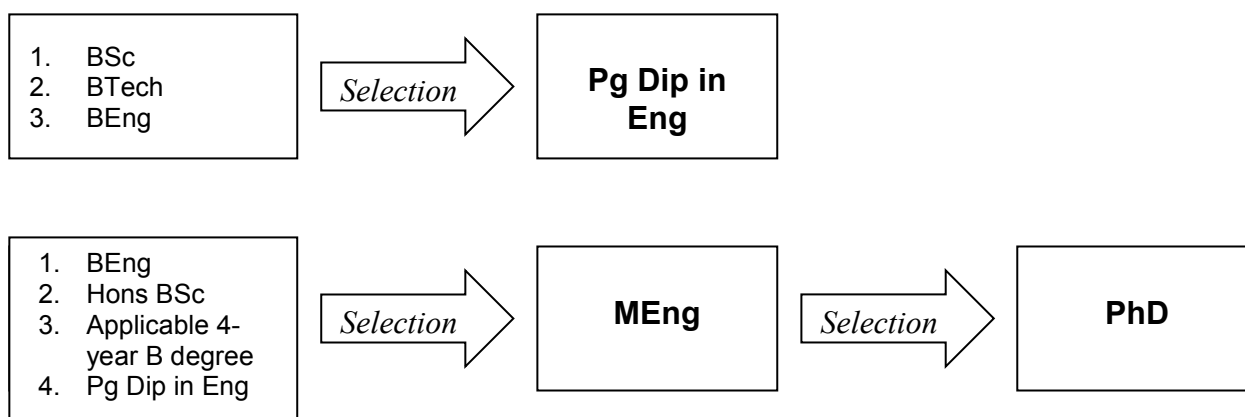 1. BSc
2. BTech
3. BEng
Selection
Pg Dip in
Eng
1. BEng
2. Hons BSc
3. Applicable 4-
year B degree
4. Pg Dip in Eng
Selection
MEng
Selection
PhD